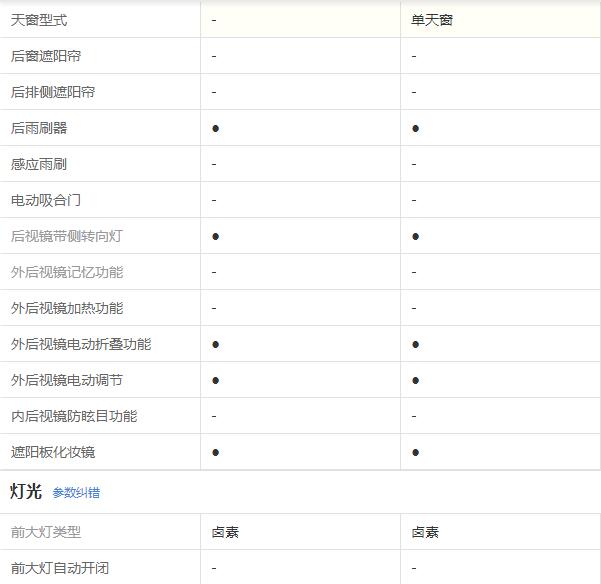 天窗型式 - 单天窗
后窗遮阳帘 - -
后排侧遮阳帘 - -
后雨刷器 ● ●
感应雨刷 - -
电动吸合门 - -
后视镜带侧转向灯 ● ●
外后视镜记忆功能 - -
外后视镜加热功能 - -
外后视镜电动折叠功能 ● ●
外后视镜电动调节 ● ●
内后视镜防眩目功能 - -
遮阳板化妆镜 ● ●
灯光 参数纠错
前大灯类型 卤素 卤素
前大灯自动开闭 - -